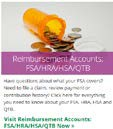 Reimbursement Accounts:
FSA/HRA/HSA/QTB
Have questions about what your FSA covers?
Need to file a claim, review payment or
contribution history? Click here for everything
you need to know about your FSA, HRA, HSA and
QTB.
Visit Reimbursement Accounts:
FSA/HRA/HSA/QTB Now »